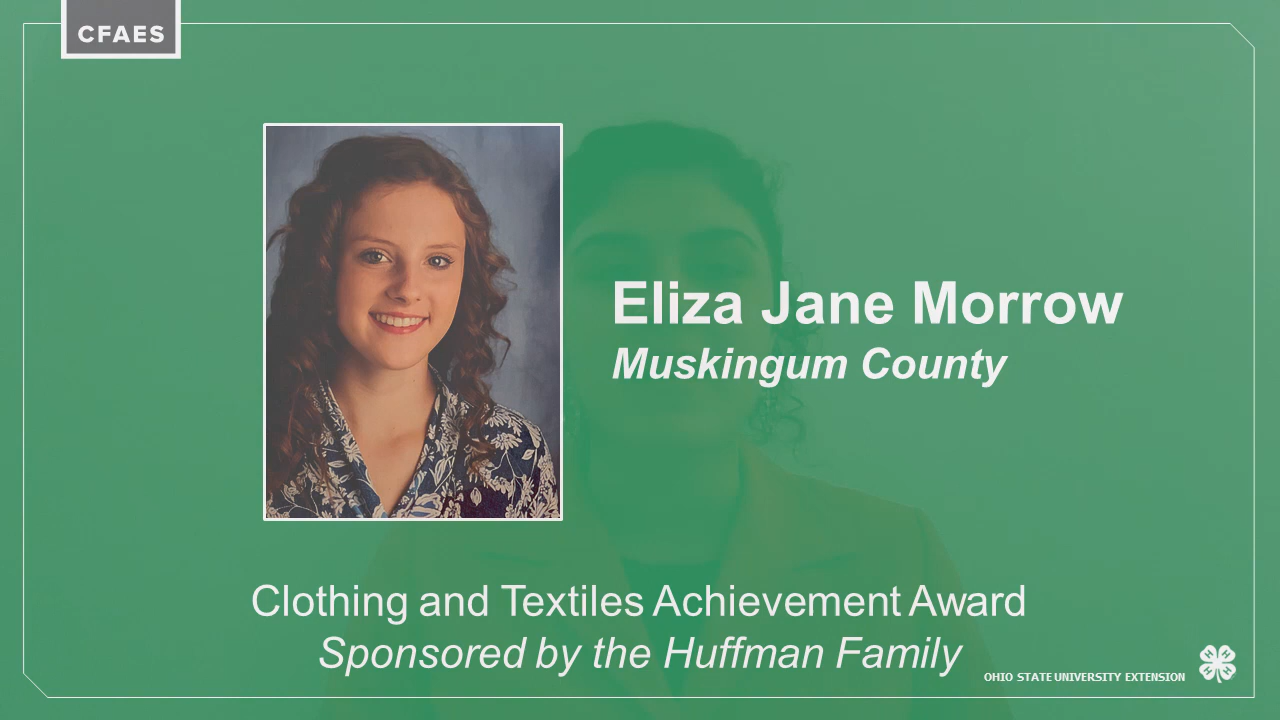 CFAES
Eliza Jane Morrow
Muskingum County
Clothing and Textiles Achievement Award
Sponsored by the Huffman Family
OHIO STATE UNIVERSITY EXTENSION
H H
H H